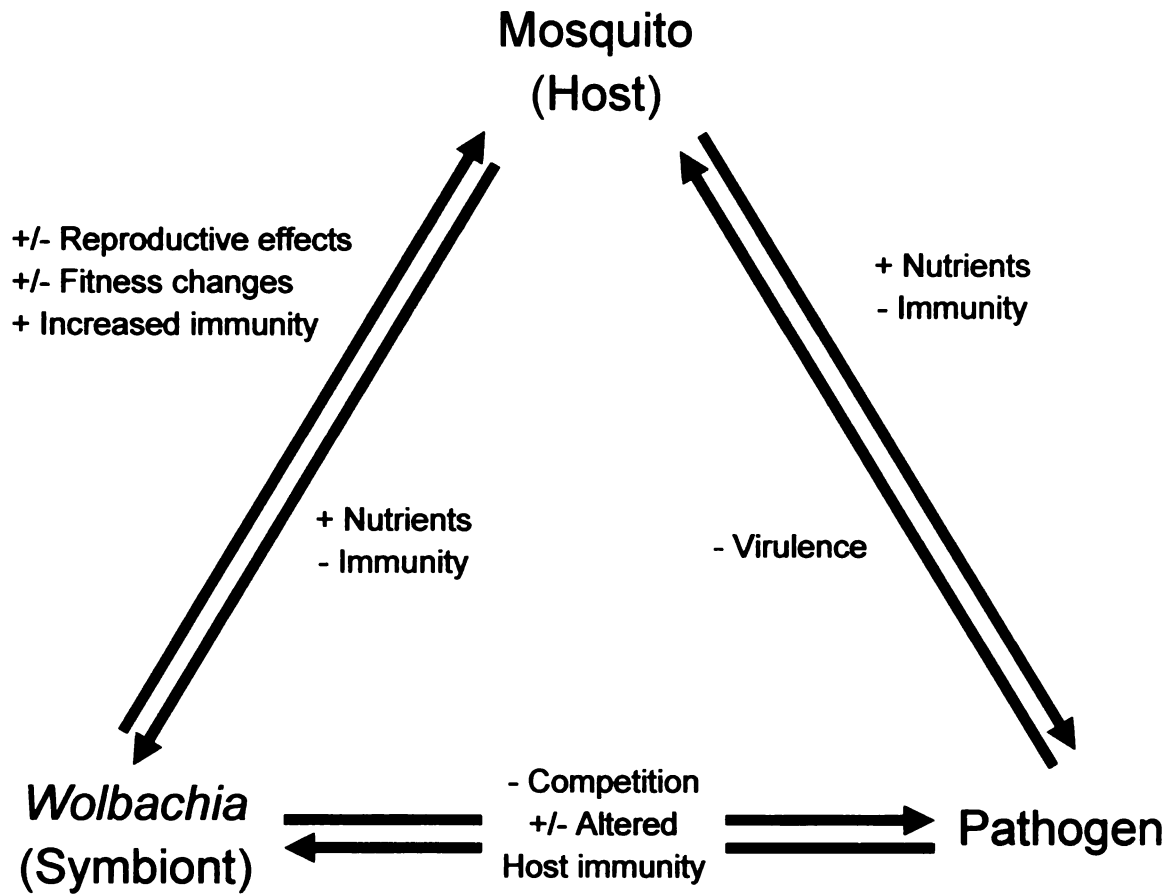 Mosquito
(Host)
+/- Reproductive effects
+/- Fitness changes
+ Increased immunity
+ Nutrients
- Immunity
+ Nutrients
- Immunity
- Virulence
Wolbachia
(Symbiont)
- Competition
+/- Altered
Host immunity
Pathogen